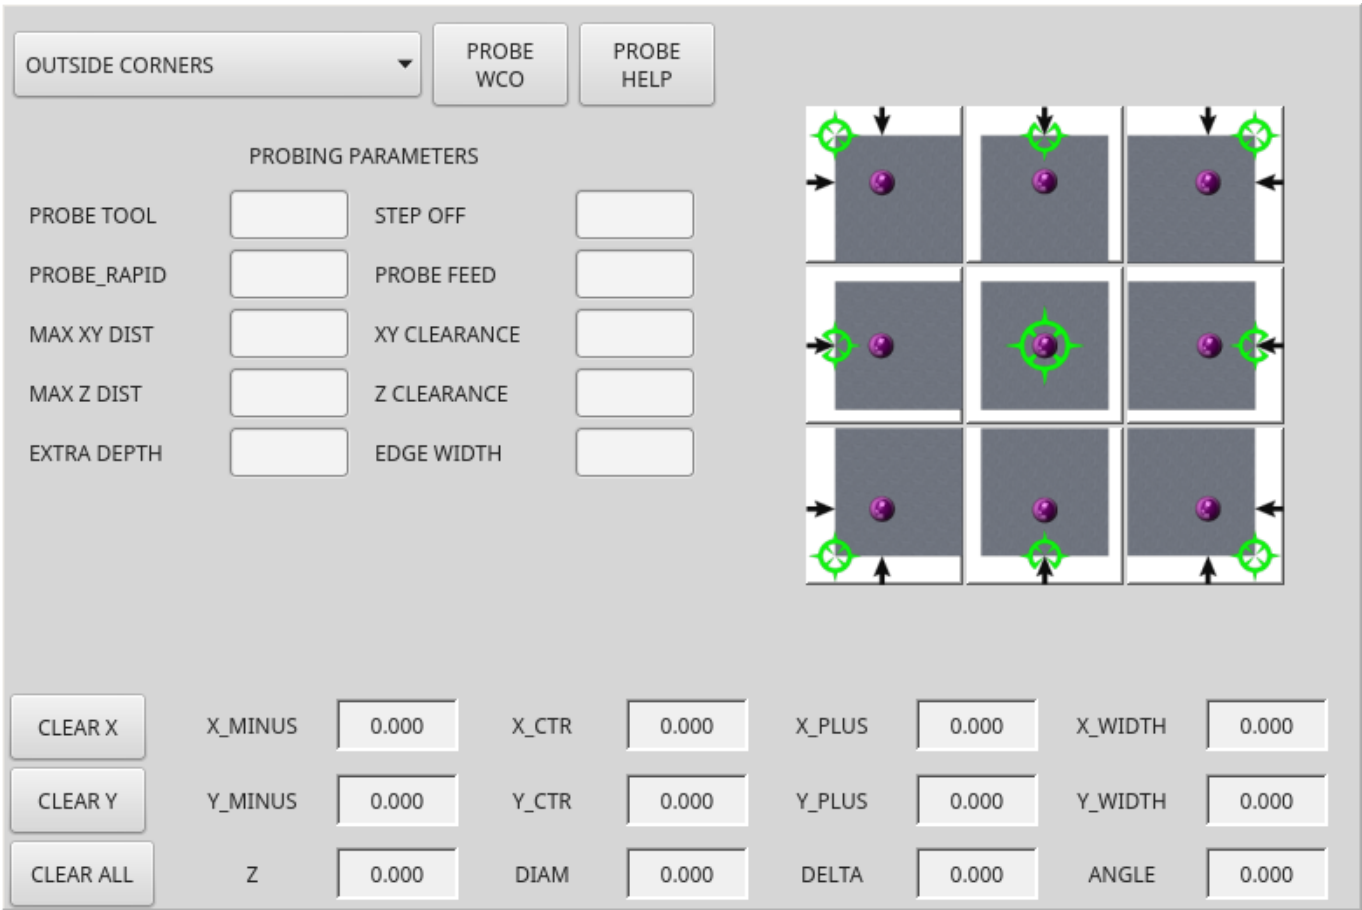 OUTSIDE CORNERS
PROBE
WCO
PROBE
HELP
PROBING PARAMETERS
PROBE TOOL
STEP OFF
PROBE_RAPID
PROBE FEED
MAX XY DIST
XY CLEARANCE
MAX Z DIST
Z CLEARANCE
EXTRA DEPTH
EDGE WIDTH
CLEAR X
X_MINUS
0.000
X_CTR
0.000
X_PLUS
0.000
X_WIDTH
0.000
CLEAR Y
Y_MINUS
0.000
Y_CTR
0.000
Y_PLUS
0.000
Y_WIDTH
0.000
CLEAR ALL
Z
0.000
DIAM
0.000
DELTA
0.000
ANGLE
0.000